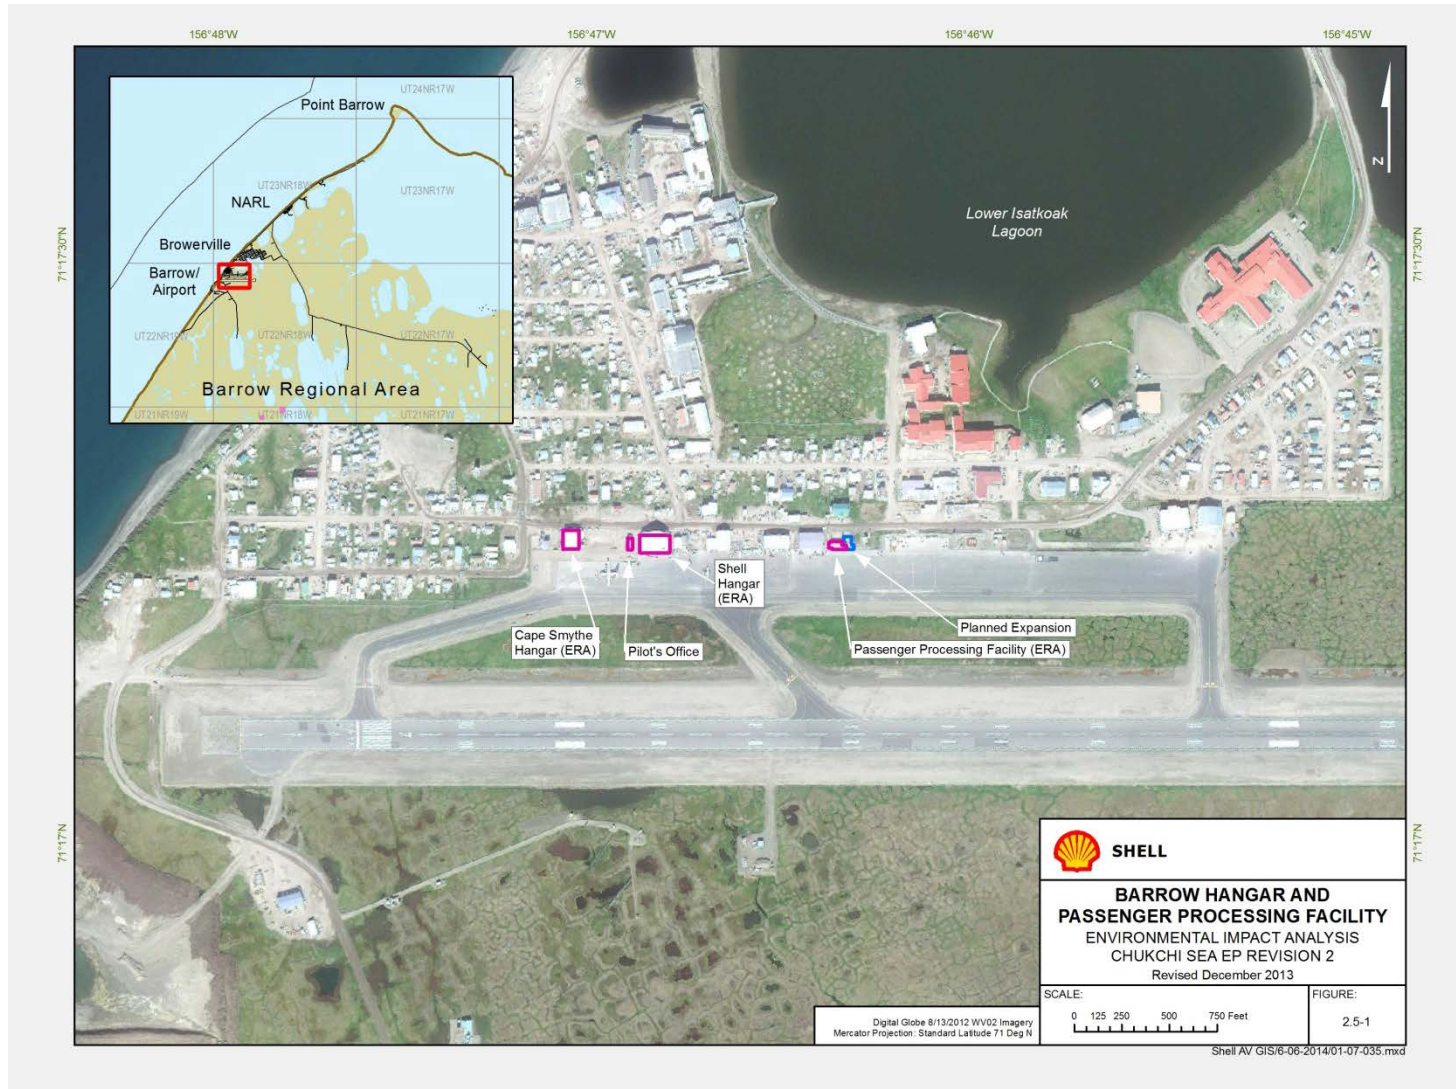 156°48'W
156°47'W
156°46'W
156°45'W
UT24NR17W
Point Barrow
UT23NR18W
UT23NR17W
NARL
Browerville
Barrow/
Airport
UT22NR19W
UT22NR18W
UT22NR17W
Barrow Regional Area
UT21NR19W
UT21NR18W
UT21NR17W
N
Lower Isatkoak
Lagoon
71°17'30"N
71°17'30"N
Shell
Hangar
(ERA)
Cape Smythe
Hangar (ERA)
Pilot's Office
Planned Expansion
Passenger Processing Facility (ERA)
71°17'N
71°17'N
SHELL
BARROW HANGAR AND
PASSENGER PROCESSING FACILITY
ENVIRONMENTAL IMPACT ANALYSIS
CHUKCHI SEA EP REVISION 2
Revised December 2013
SCALE:
0 125 250 500 750 Feet
FIGURE:
2.5-1
Digital Globe 8/13/2012 WV02 Imagery
Mercator Projection: Standard Latitude 71 Deg N
Shell AV GIS/6-06-2014/01-07-035.mxd